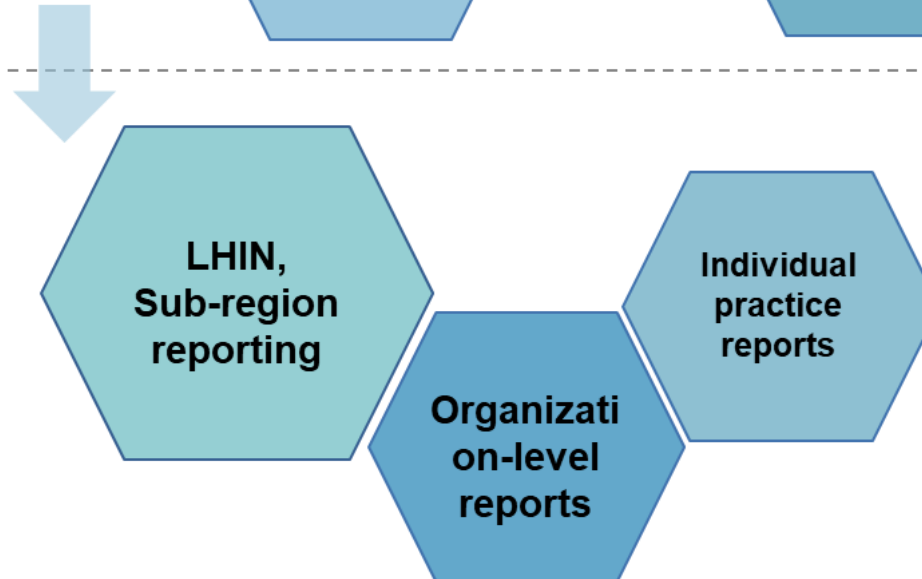 LHIN,
Sub-region
reporting
Organizati
on-level
reports
Individual
practice
reports